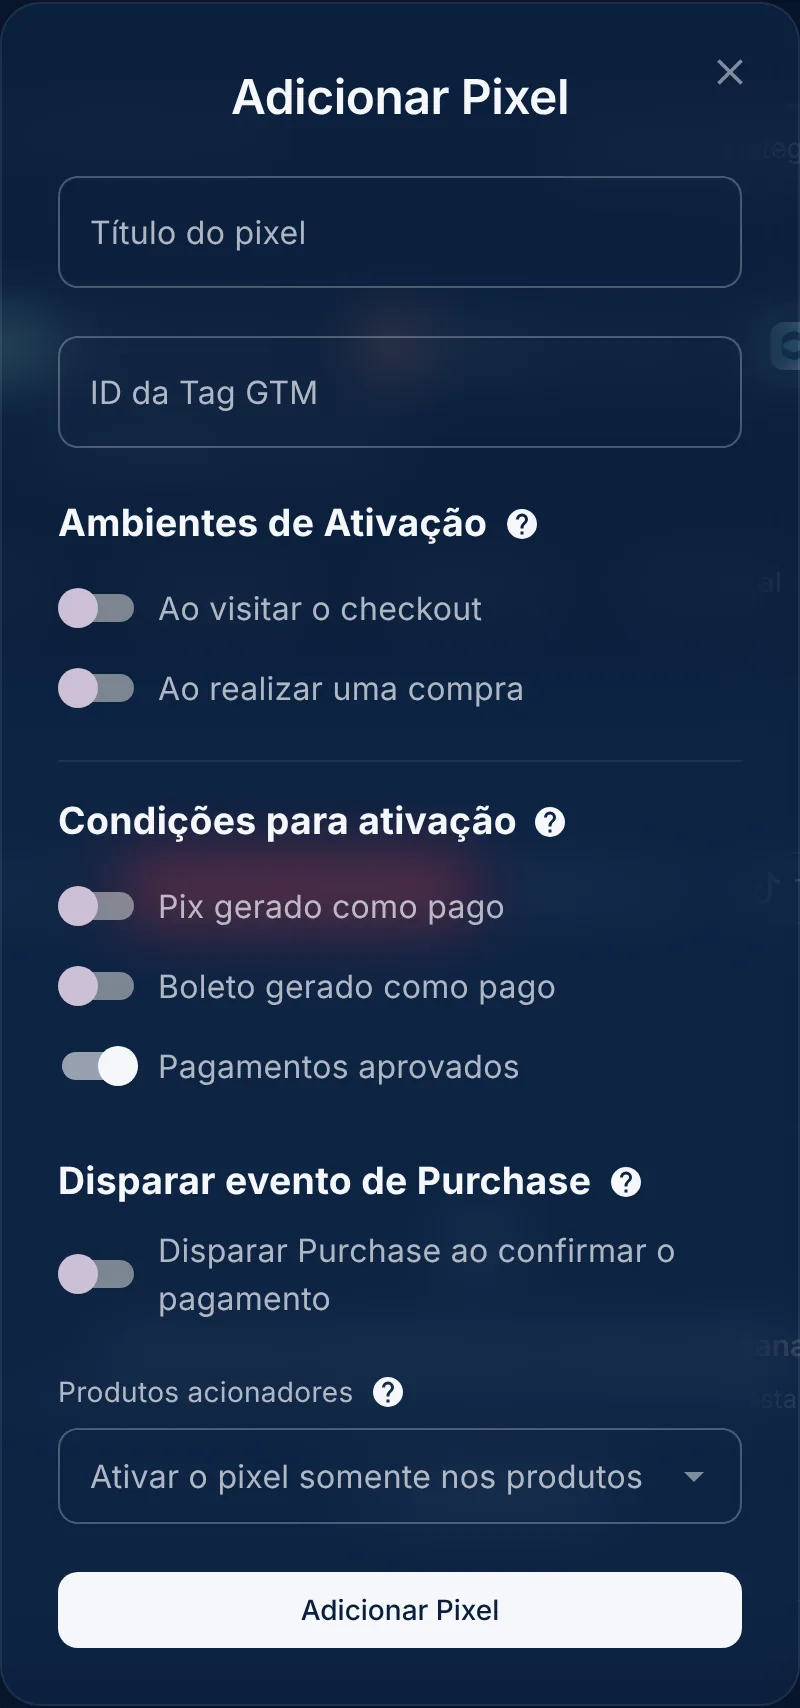 Adicionar Pixel
Título do pixel
ID da Tag GTM
Ambientes de Ativação
Ao visitar o checkout
Ao realizar uma compra
Condições para ativação
Pix gerado como pago
Boleto gerado como pago
Pagamentos aprovados
Disparar evento de Purchase
Disparar Purchase ao confirmar o
pagamento
Produtos acionadores
Ativar o pixel somente nos produtos
Adicionar Pixel